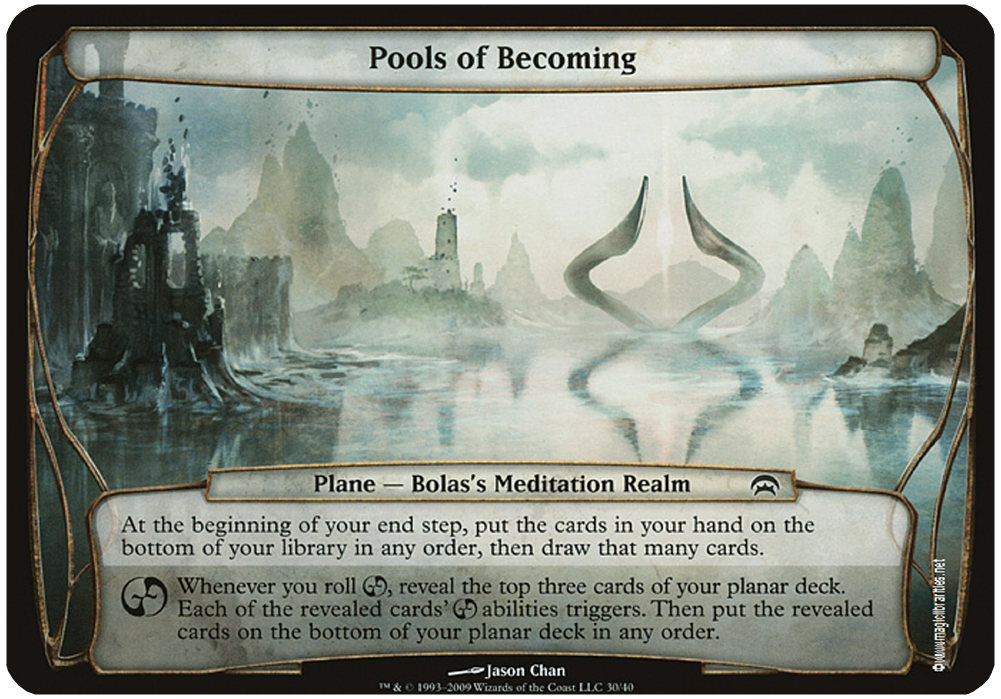 Pools of Becoming
Plane — Bolas's Meditation Realm
At the beginning of your end step, put the cards in your hand on the
bottom of your library in any order, then draw that many cards.
Whenever you roll , reveal the top three cards of your planar deck.
Each of the revealed cards' abilities triggers. Then put the revealed
cards on the bottom of your planar deck in any order.
Jason Chan
™ & © 1993–2009 Wizards of the Coast LLC 30/40
©www.magiclibrarities.net